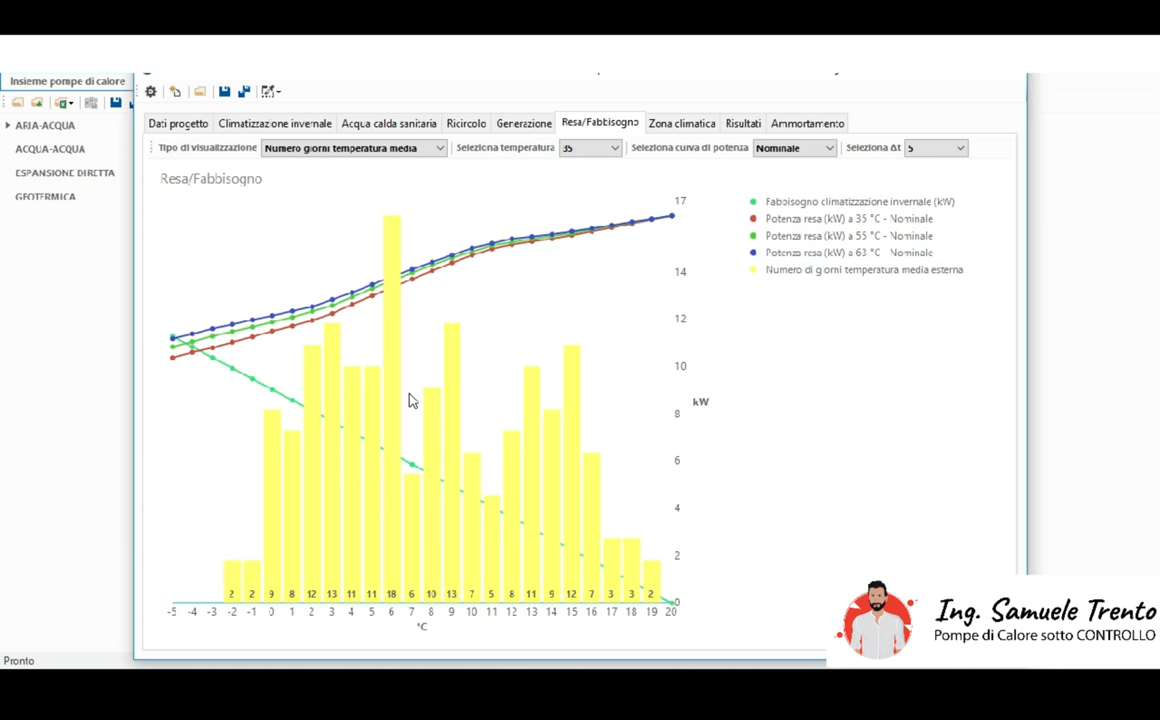 Insieme pompe di calore
ARIA-ACQUA
ACQUA-ACQUA
ESPANSIONE DIRETTA
GEOTERMICA
Dati progetto Climatizzazione invernale Acqua calda sanitaria Ricircolo Generazione Resa/Fabbisogno Zona climatica Risultati Ammortamento
Tipo di visualizzazione Numero giorni temperatura media Seleziona temperatura 35 Seleziona curva di potenza Nominale Seleziona Δt 5
Resa/Fabbisogno
Fabbisogno climatizzazione invernale (kW)
Potenza resa (kW) a 35 °C - Nominale
Potenza resa (kW) a 55 °C - Nominale
Potenza resa (kW) a 63 °C - Nominale
Numero di giorni temperatura media esterna
17
14
12
10
8
6
4
2
0
kW
2 2 9 8 12 13 11 11 18 6 10 13 7 5 8 11 9 12 7 3 3 2
-5 -4 -3 -2 -1 0 1 2 3 4 5 6 7 8 9 10 11 12 13 14 15 16 17 18 19 20
°C
Ing. Samuele Trento
Pompe di Calore sotto CONTROLLO
Pronto